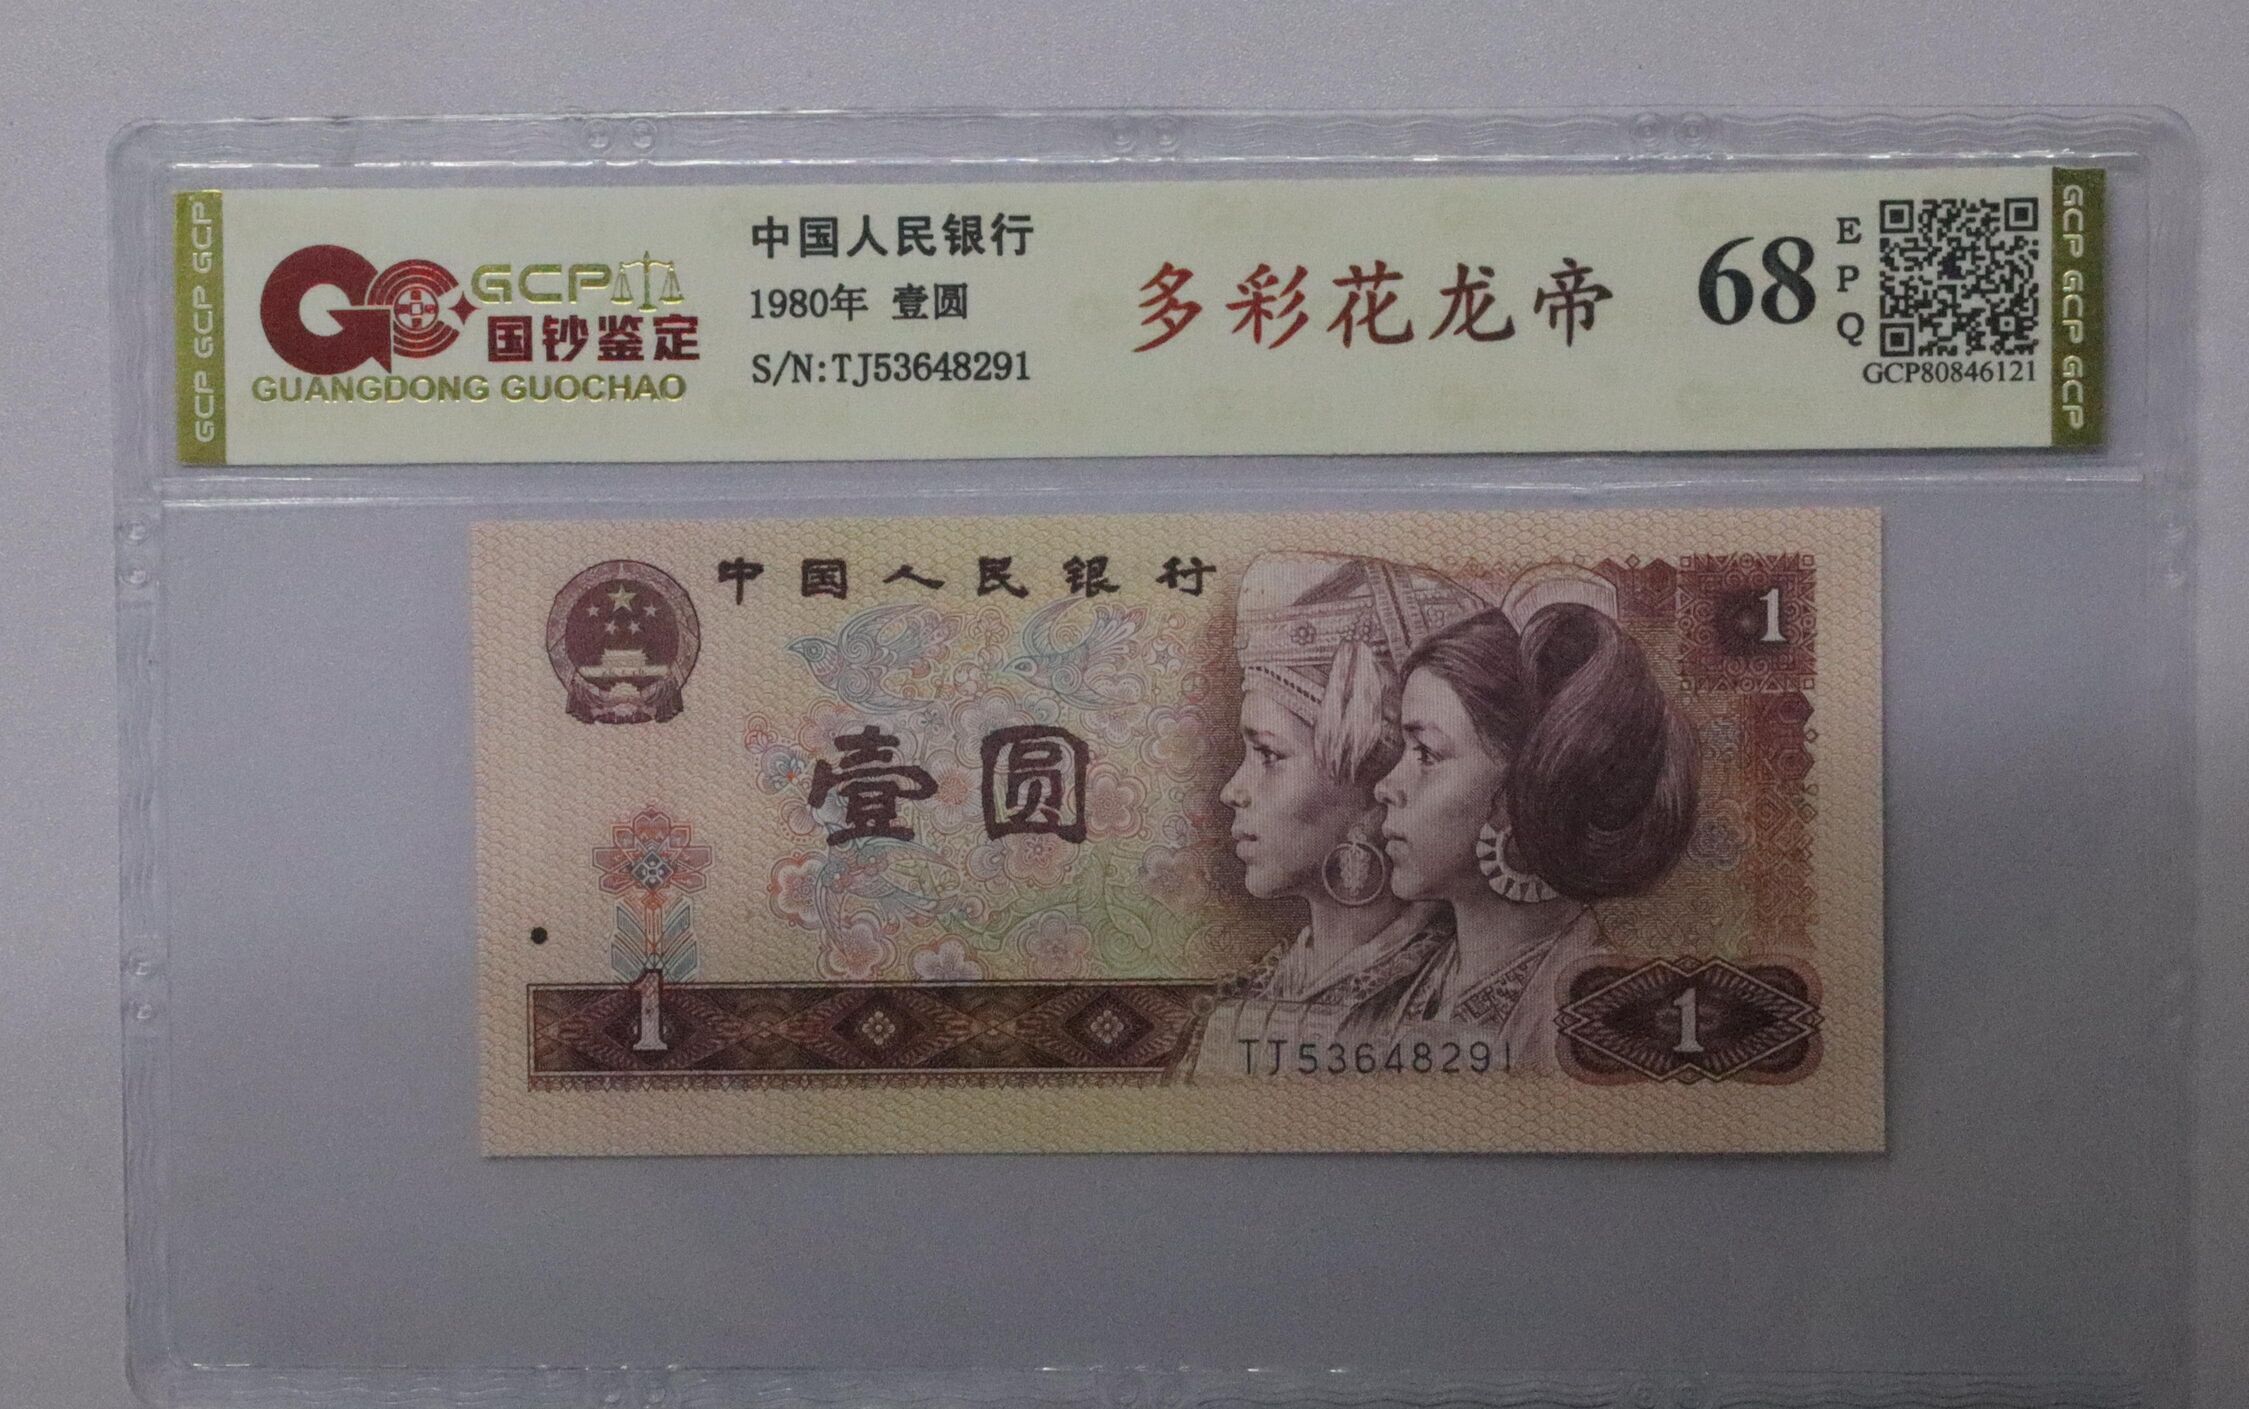 GCP GCP GCP
GCP
国钞鉴定
GUANGDONG GUOCHAO
中国人民银行
1980年 壹圆
S/N:TJ53648291
多彩花龙帝
68
EPQ
GCP80846121
GCP GCP GCP
中国人民银行
1
壹圆
1
1
TJ53648291